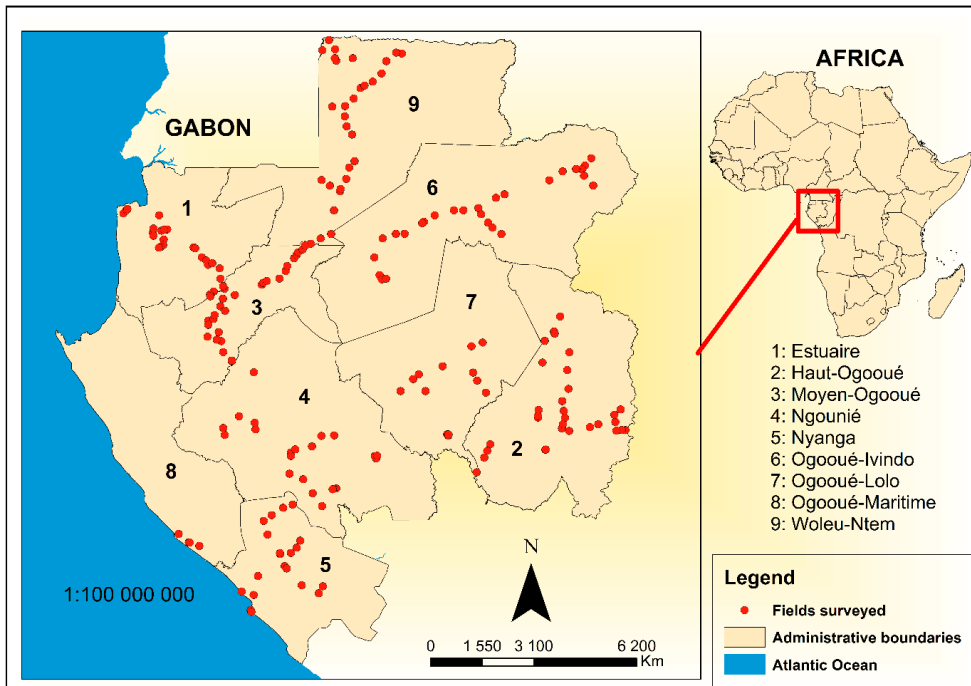 GABON
9
6
1
3
7
4
2
8
5
1:100 000 000
N
0 1 550 3 100 6 200
Km
AFRICA
1: Estuaire
2: Haut-Ogooué
3: Moyen-Ogooué
4: Ngounié
5: Nyanga
6: Ogooué-Ivindo
7: Ogooué-Lolo
8: Ogooué-Maritime
9: Woleu-Ntem
Legend
Fields surveyed
Administrative boundaries
Atlantic Ocean